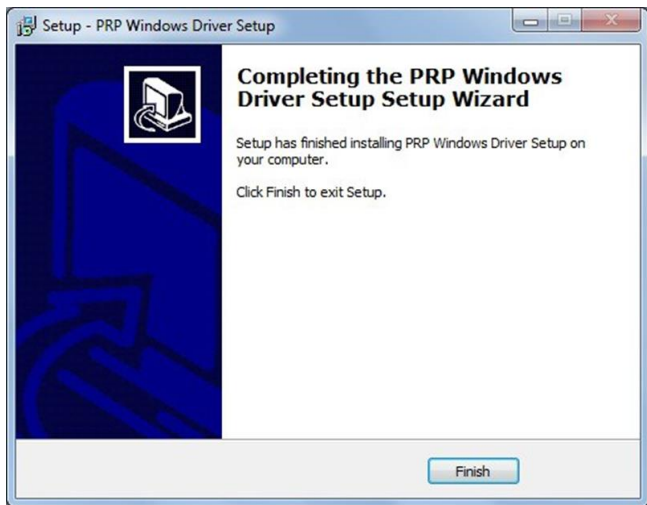 Setup - PRP Windows Driver Setup
Completing the PRP Windows
Driver Setup Setup Wizard
Setup has finished installing PRP Windows Driver Setup on
your computer.
Click Finish to exit Setup.
Finish